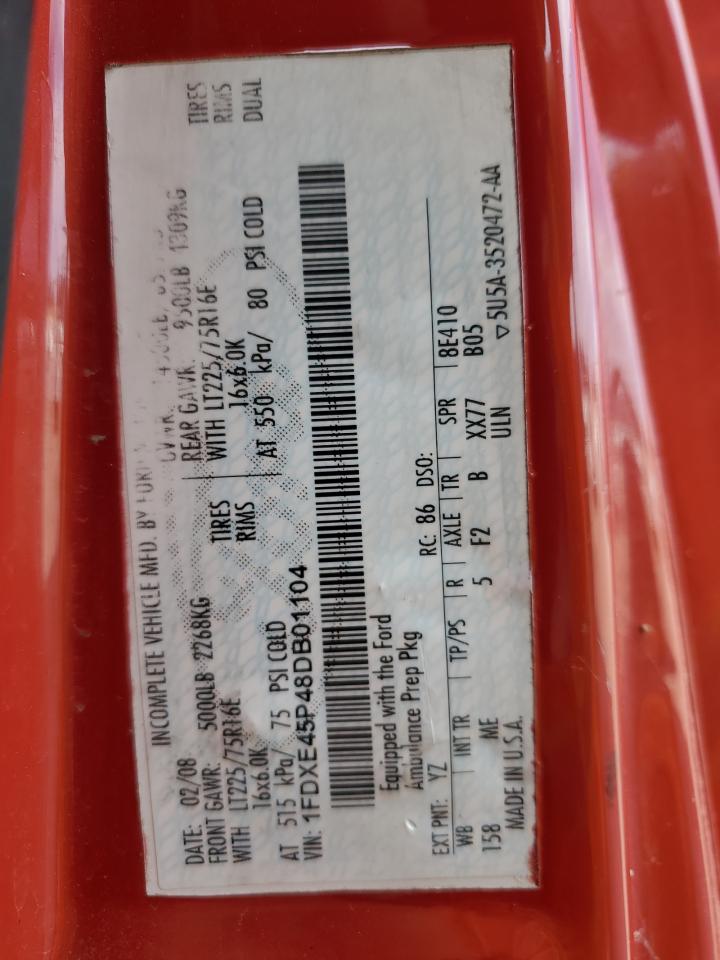 INCOMPLETE VEHICLE MFD. BY
DATE: 02/08
FRONT GAWR: 5000LB 2268KG REAR GAWR:
WITH LT225/75R16E TIRES WITH LT225/75R16E TIRES
16x6.0K RIMS 16x6.0K RIMS
AT 515 kPa/ 75 PSI COLD AT 550 kPa/ 80 PSI COLD DUAL
VIN: 1FDXE45P48DB01104
Equipped with the Ford
Ambulance Prep Pkg
EXT PNT: YZ RC: 86 DSO:
WB INT TR TP/PS R AXLE TR SPR 8E410
158 ME 5 F2 B XX77 B05
MADE IN U.S.A. ULN ▽5U5A-3520472-AA